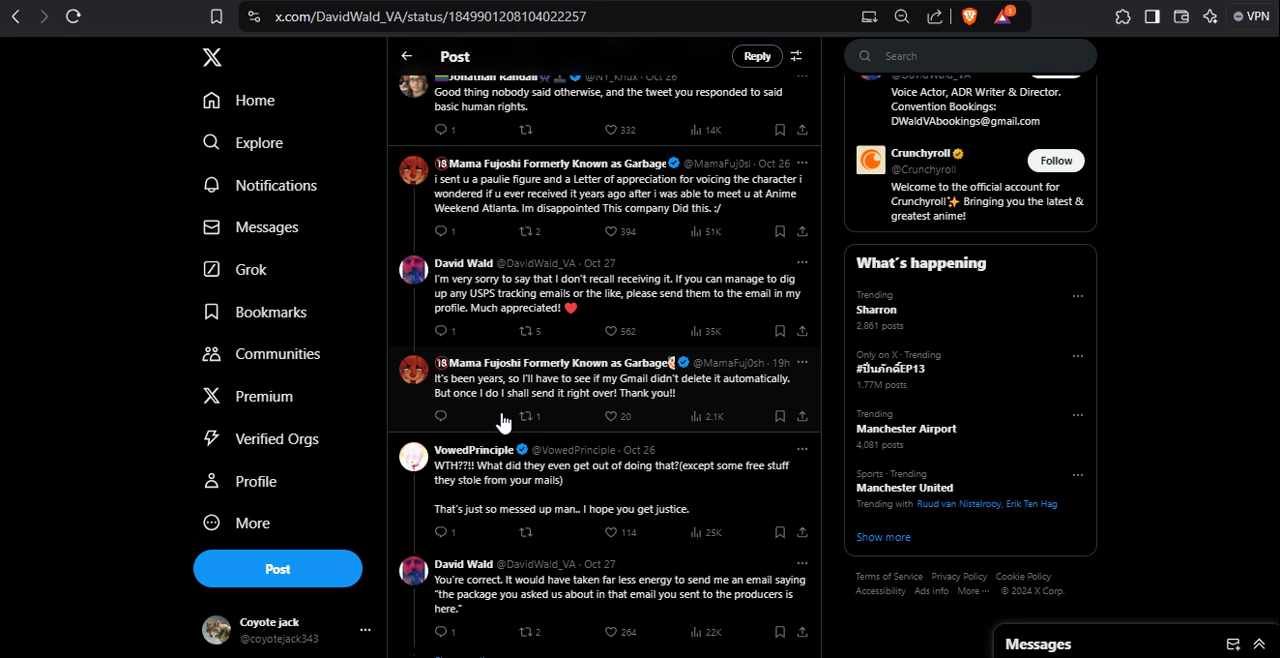 x.com/DavidWald_VA/status/1849901208104022257
1
VPN
Home
Explore
Notifications
Messages
Grok
Bookmarks
Communities
Premium
Verified Orgs
Profile
More
Post
Coyote jack
@coyotejack343
Post
Reply
Jonathan Randall @NY_Knux · Oct 26
Good thing nobody said otherwise, and the tweet you responded to said
basic human rights.
1 332 14K
Mama Fujoshi Formerly Known as Garbage @MamaFuj0sl · Oct 26
i sent u a paulie figure and a Letter of appreciation for voicing the character i
wondered if u ever received it years ago after i was able to meet u at Anime
Weekend Atlanta. Im disappointed This company Did this. :/
1 2 394 51K
David Wald @DavidWald_VA · Oct 27
I'm very sorry to say that I don't recall receiving it. If you can manage to dig
up any USPS tracking emails or the like, please send them to the email in my
profile. Much appreciated! ❤️
1 5 562 35K
Mama Fujoshi Formerly Known as Garbage @MamaFuj0sh · 19h
It's been years, so I'll have to see if my Gmail didn't delete it automatically.
But once I do I shall send it right over! Thank you!!
1 20 2.1K
VowedPrinciple @VowedPrinciple · Oct 26
WTH??!! What did they even get out of doing that?(except some free stuff
they stole from your mails)
That's just so messed up man.. I hope you get justice.
1 114 25K
David Wald @DavidWald_VA · Oct 27
You're correct. It would have taken far less energy to send me an email saying
"the package you asked us about in that email you sent to the producers is
here."
1 2 264 22K
Search
@DavidWald_VA
Voice Actor, ADR Writer & Director.
Convention Bookings:
DWaldVAbookings@gmail.com
Crunchyroll
@Crunchyroll
Follow
Welcome to the official account for
Crunchyroll✨ Bringing you the latest &
greatest anime!
What's happening
Trending
Sharron
2,861 posts
Only on X · Trending
#ปิ่นภักดิ์EP13
1.77M posts
Trending
Manchester Airport
4,081 posts
Sports · Trending
Manchester United
Trending with Ruud van Nistelrooy, Erik Ten Hag
Show more
Terms of Service Privacy Policy Cookie Policy
Accessibility Ads info More ··· © 2024 X Corp.
Messages